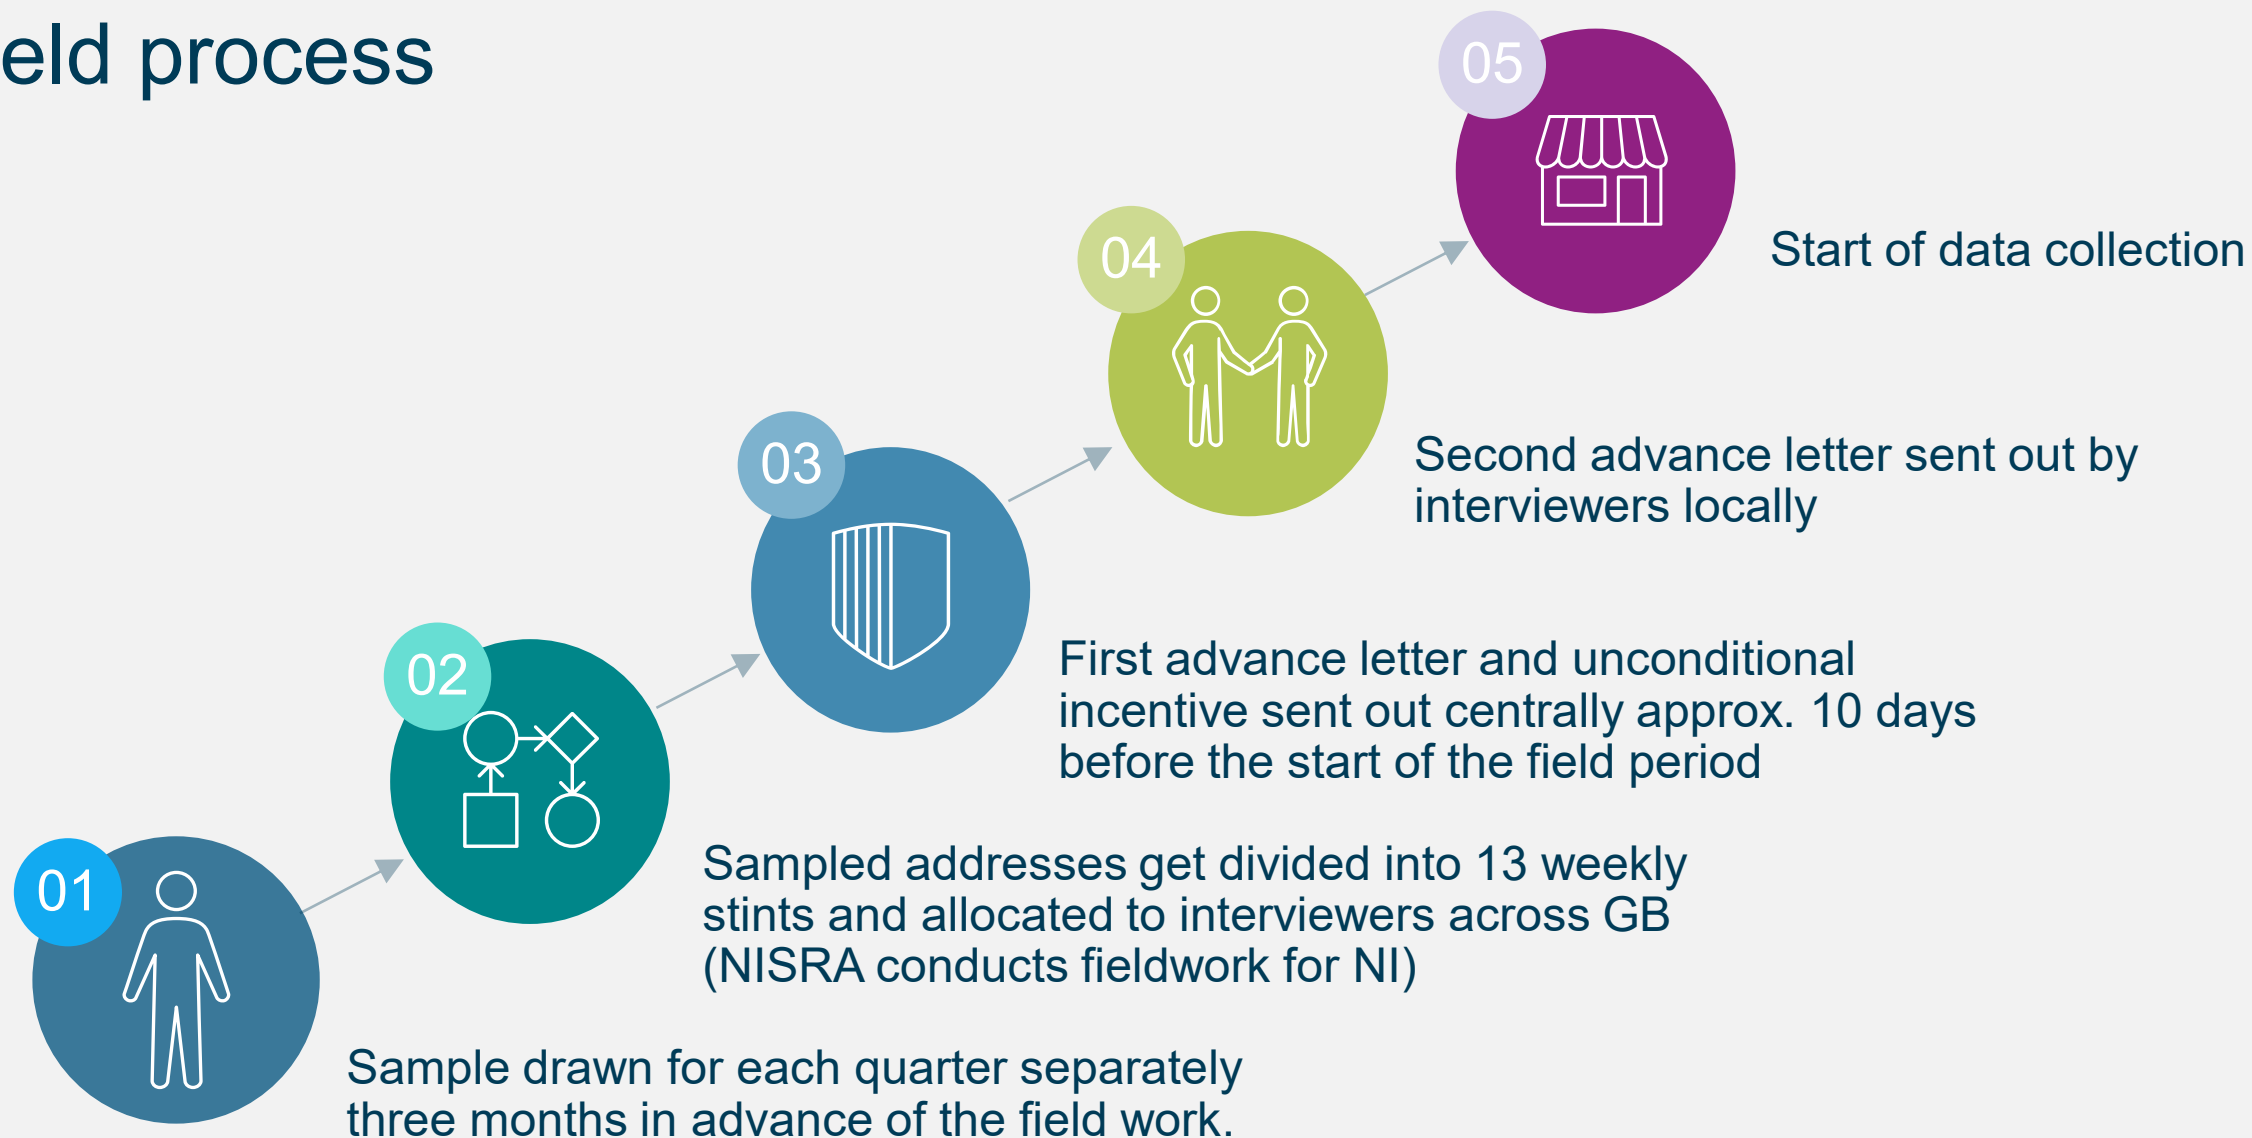 eld process
05
Start of data collection
04
Second advance letter sent out by
interviewers locally
03
First advance letter and unconditional
incentive sent out centrally approx. 10 days
before the start of the field period
02
Sampled addresses get divided into 13 weekly
stints and allocated to interviewers across GB
(NISRA conducts fieldwork for NI)
01
Sample drawn for each quarter separately
three months in advance of the field work.